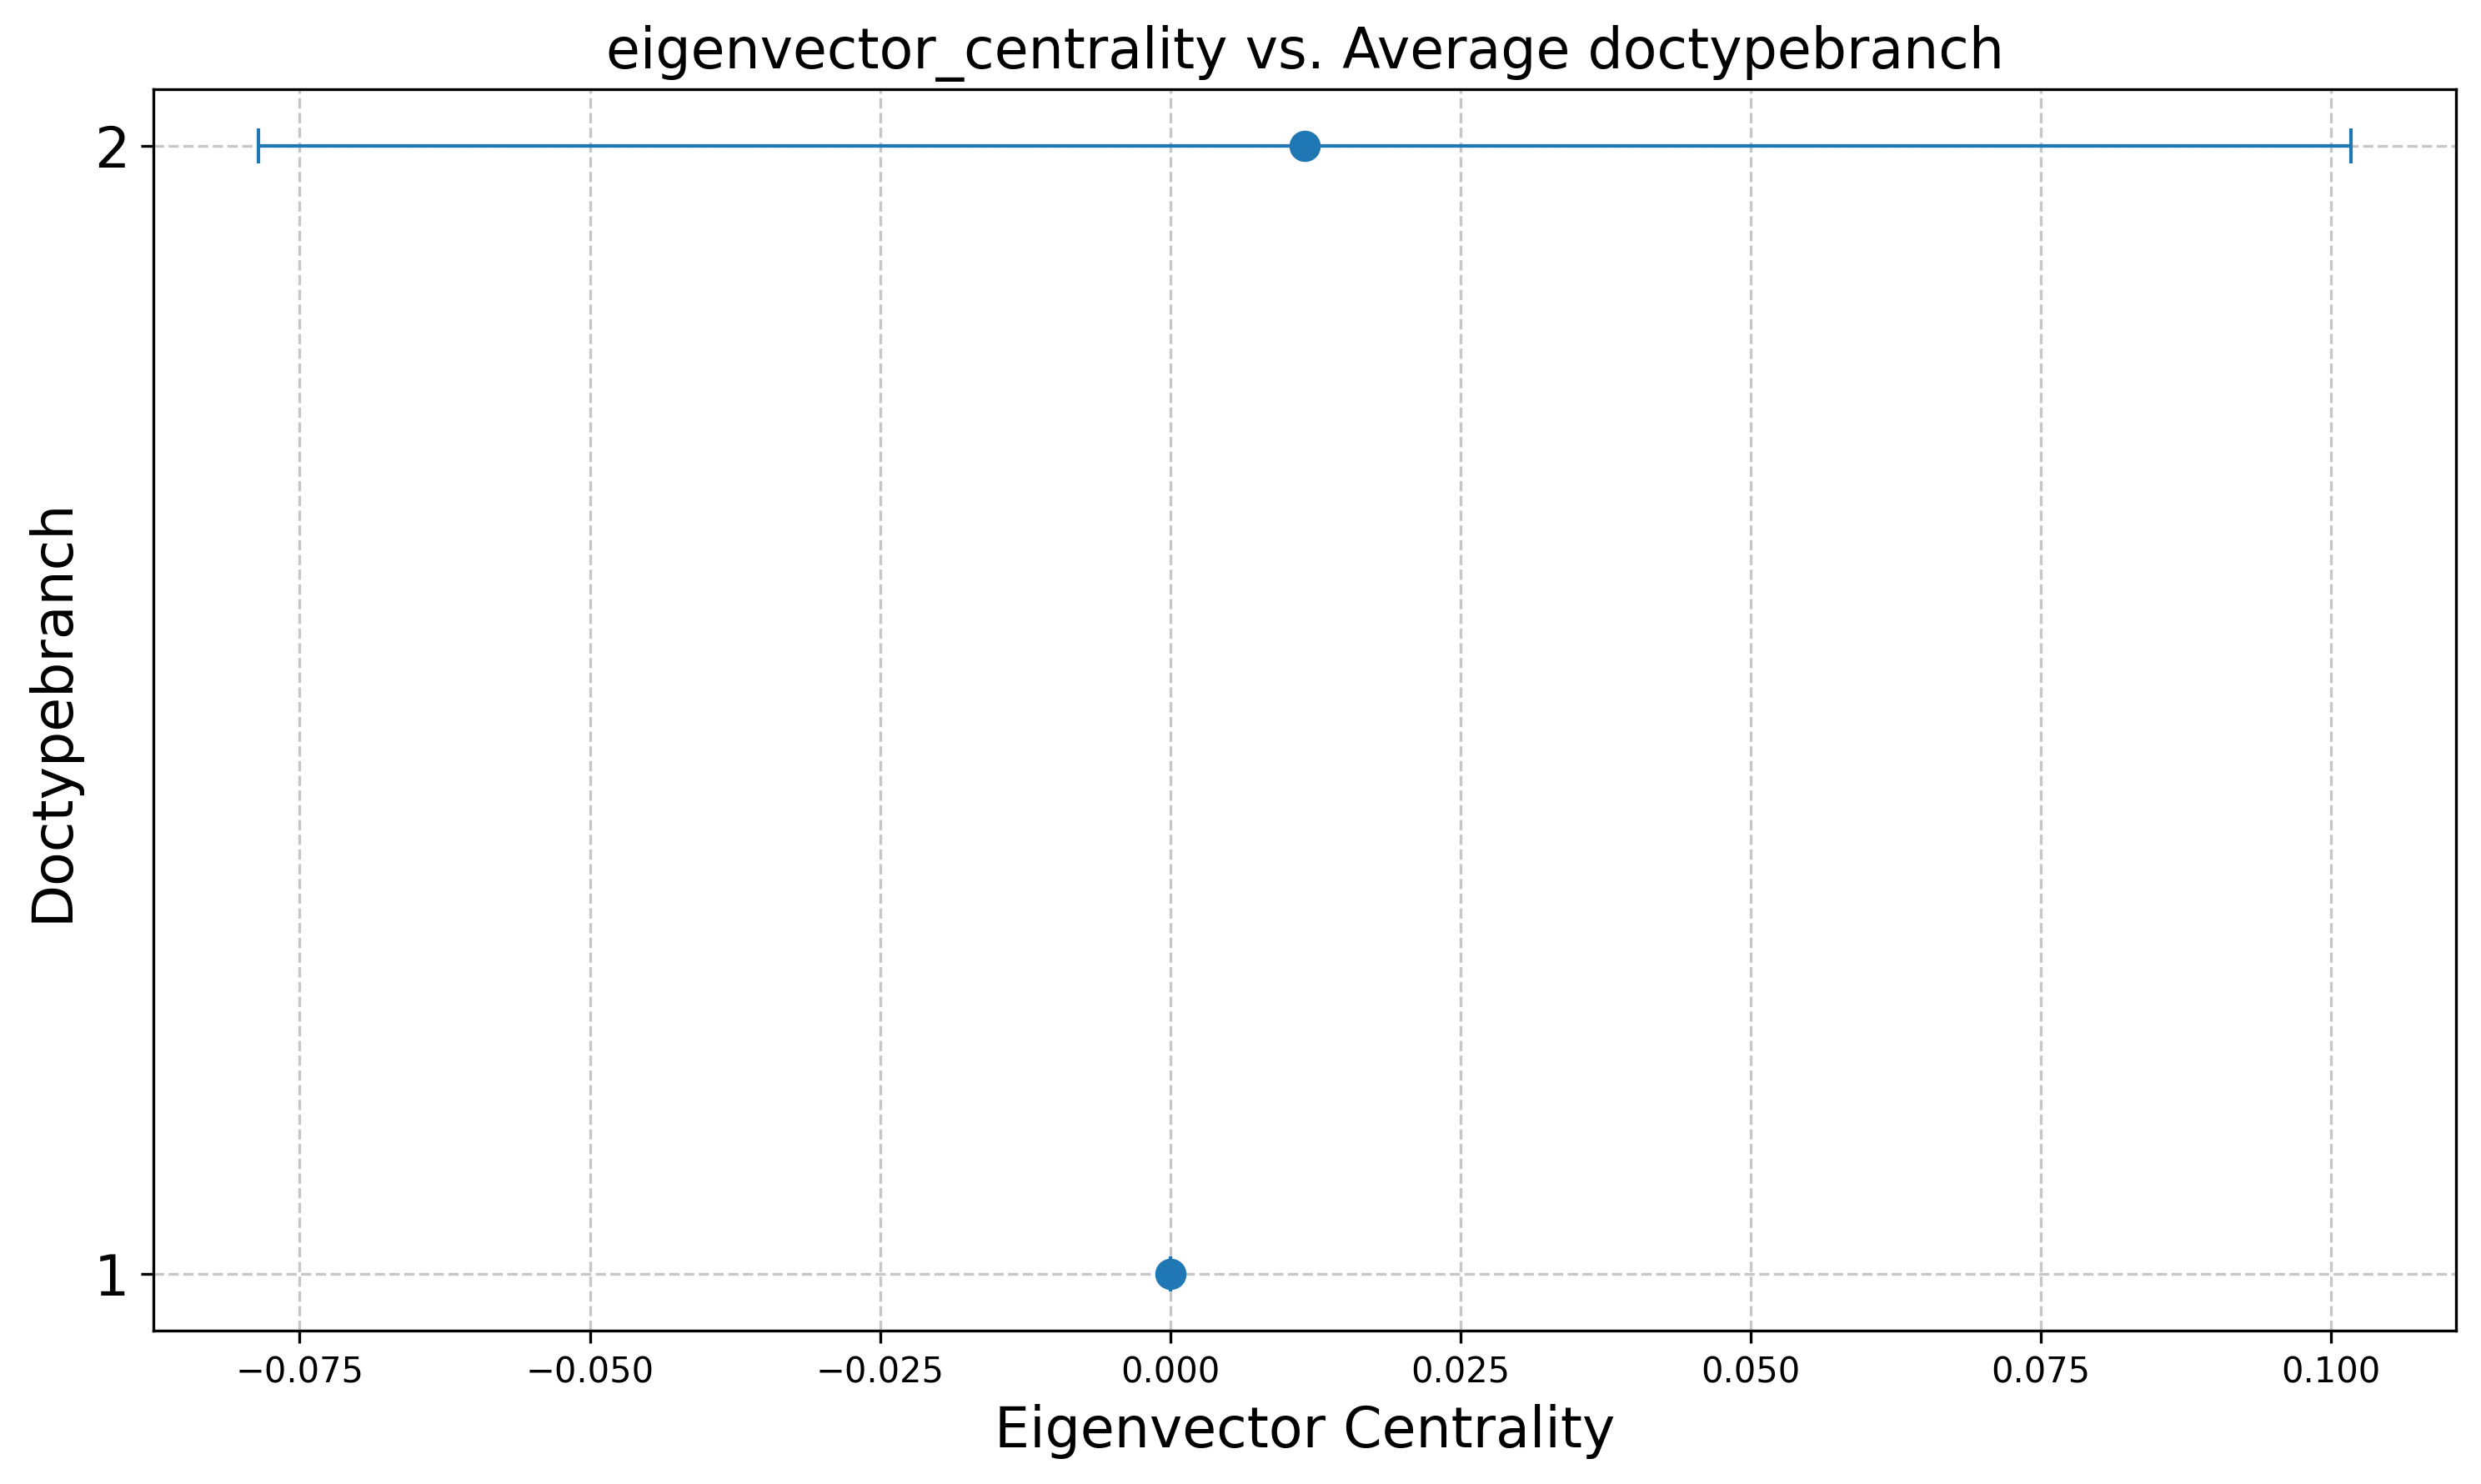 eigenvector_centrality vs. Average doctypebranch
2
1
Doctypebranch
−0.075 −0.050 −0.025 0.000 0.025 0.050 0.075 0.100
Eigenvector Centrality